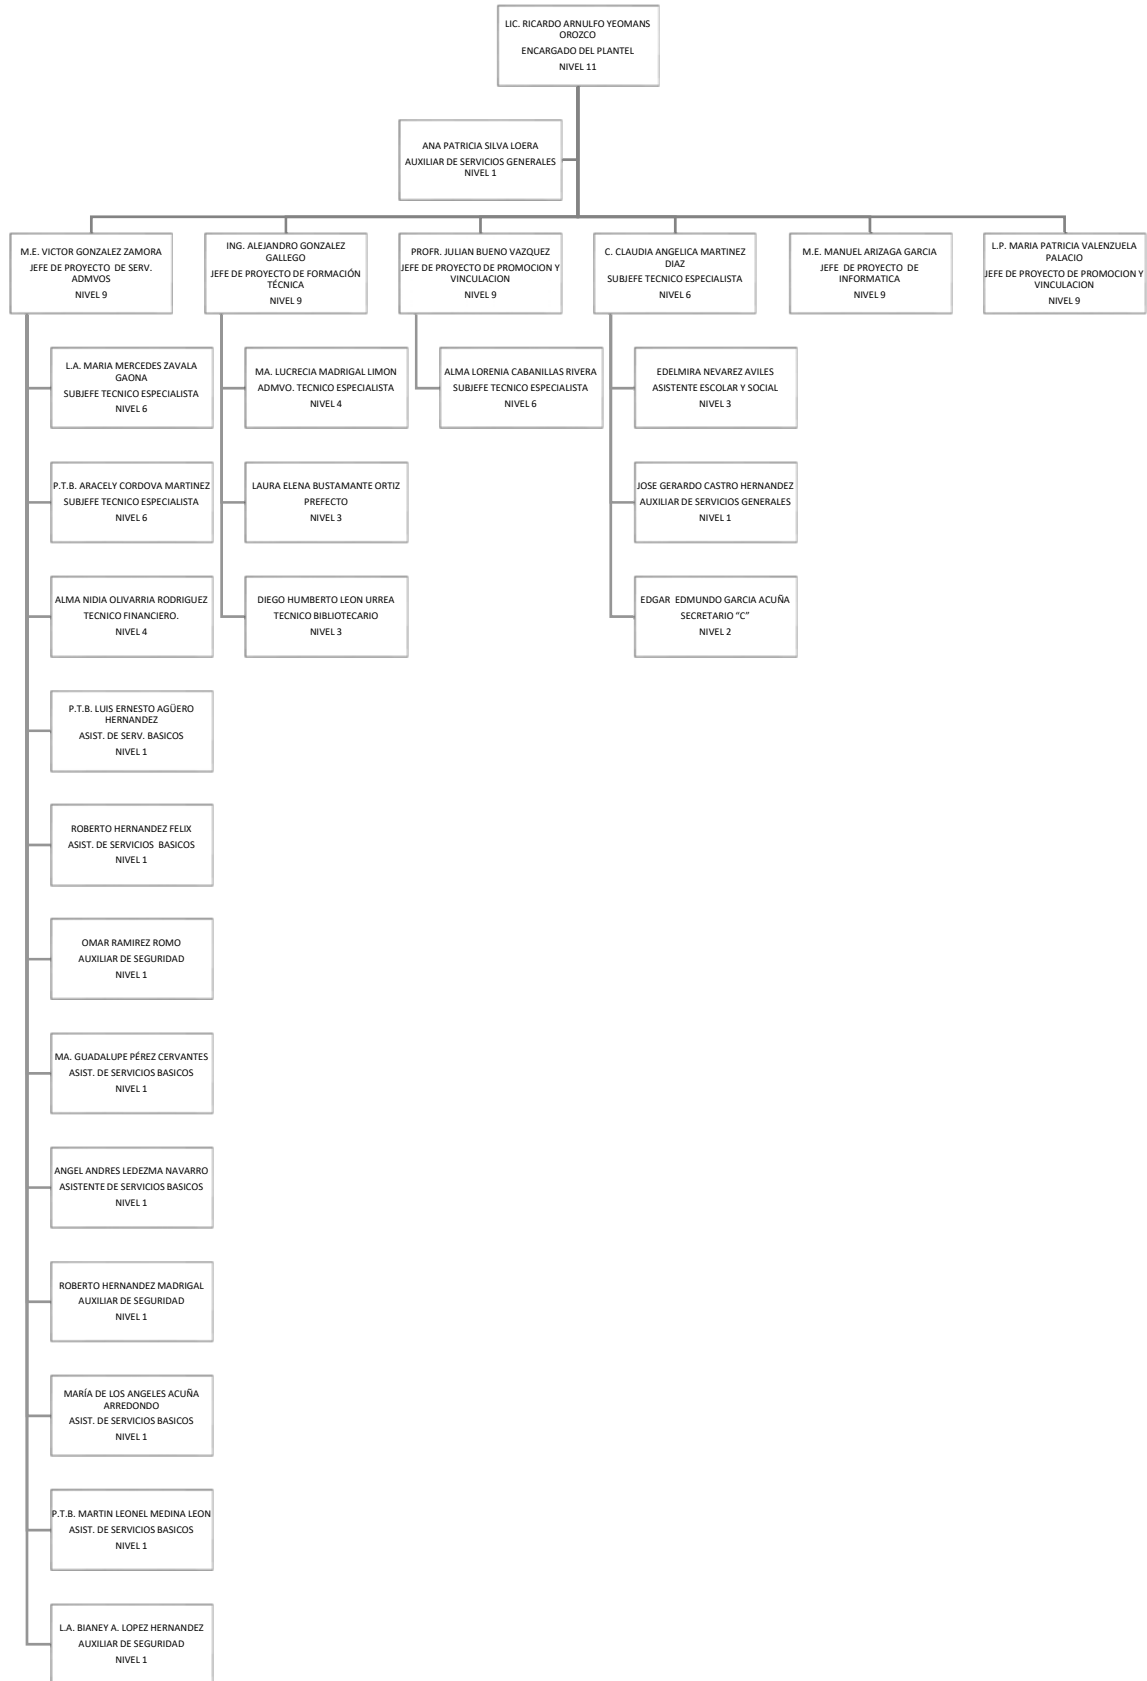 LIC. RICARDO ARNULFO YEOMANS
OROZCO
ENCARGADO DEL PLANTEL
NIVEL 11
ANA PATRICIA SILVA LOERA
AUXILIAR DE SERVICIOS GENERALES
NIVEL 1
M.E. VICTOR GONZALEZ ZAMORA
JEFE DE PROYECTO DE SERV.
ADMVOS
NIVEL 9
ING. ALEJANDRO GONZALEZ
GALLEGO
JEFE DE PROYECTO DE FORMACIÓN
TÉCNICA
NIVEL 9
PROFR. JULIAN BUENO VAZQUEZ
JEFE DE PROYECTO DE PROMOCION Y
VINCULACION
NIVEL 9
C. CLAUDIA ANGELICA MARTINEZ
DIAZ
SUBJEFE TECNICO ESPECIALISTA
NIVEL 6
M.E. MANUEL ARIZAGA GARCIA
JEFE DE PROYECTO DE
INFORMATICA
NIVEL 9
L.P. MARIA PATRICIA VALENZUELA
PALACIO
JEFE DE PROYECTO DE PROMOCION Y
VINCULACION
NIVEL 9
L.A. MARIA MERCEDES ZAVALA
GAONA
SUBJEFE TECNICO ESPECIALISTA
NIVEL 6
MA. LUCRECIA MADRIGAL LIMON
ADMVO. TECNICO ESPECIALISTA
NIVEL 4
ALMA LORENIA CABANILLAS RIVERA
SUBJEFE TECNICO ESPECIALISTA
NIVEL 6
EDELMIRA NEVAREZ AVILES
ASISTENTE ESCOLAR Y SOCIAL
NIVEL 3
P.T.B. ARACELY CORDOVA MARTINEZ
SUBJEFE TECNICO ESPECIALISTA
NIVEL 6
LAURA ELENA BUSTAMANTE ORTIZ
PREFECTO
NIVEL 3
JOSE GERARDO CASTRO HERNANDEZ
AUXILIAR DE SERVICIOS GENERALES
NIVEL 1
ALMA NIDIA OLIVARRIA RODRIGUEZ
TECNICO FINANCIERO.
NIVEL 4
DIEGO HUMBERTO LEON URREA
TECNICO BIBLIOTECARIO
NIVEL 3
EDGAR EDMUNDO GARCIA ACUÑA
SECRETARIO “C”
NIVEL 2
P.T.B. LUIS ERNESTO AGÜERO
HERNANDEZ
ASIST. DE SERV. BASICOS
NIVEL 1
ROBERTO HERNANDEZ FELIX
ASIST. DE SERVICIOS BASICOS
NIVEL 1
OMAR RAMIREZ ROMO
AUXILIAR DE SEGURIDAD
NIVEL 1
MA. GUADALUPE PÉREZ CERVANTES
ASIST. DE SERVICIOS BASICOS
NIVEL 1
ANGEL ANDRES LEDEZMA NAVARRO
ASISTENTE DE SERVICIOS BASICOS
NIVEL 1
ROBERTO HERNANDEZ MADRIGAL
AUXILIAR DE SEGURIDAD
NIVEL 1
MARÍA DE LOS ANGELES ACUÑA
ARREDONDO
ASIST. DE SERVICIOS BASICOS
NIVEL 1
P.T.B. MARTIN LEONEL MEDINA LEON
ASIST. DE SERVICIOS BASICOS
NIVEL 1
L.A. BIANEY A. LOPEZ HERNANDEZ
AUXILIAR DE SEGURIDAD
NIVEL 1